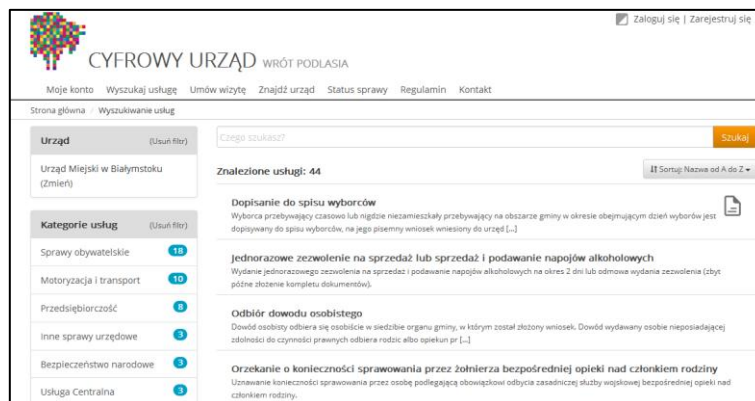 Zaloguj się | Zarejestruj się
CYFROWY URZĄD WRÓT PODLASIA
Moje konto Wyszukaj usługę Umów wizytę Znajdź urząd Status sprawy Regulamin Kontakt
Strona główna / Wyszukiwanie usług
Urząd (Usuń filtr)
Urząd Miejski w Białymstoku
(Zmień)
Kategorie usług (Usuń filtr)
Sprawy obywatelskie 18
Motoryzacja i transport 10
Przedsiębiorczość 8
Inne sprawy urzędowe 3
Bezpieczeństwo narodowe 3
Usługa Centralna 3
Czego szukasz? Szukaj
Znalezione usługi: 44 Sortuj: Nazwa od A do Z
Dopisanie do spisu wyborców
Wyborca przebywający czasowo lub nigdzie niezamieszkały przebywający na obszarze gminy w okresie obejmującym dzień wyborów jest
dopisywany do spisu wyborców, na jego pisemny wniosek wniesiony do urzęd [...]
Jednorazowe zezwolenie na sprzedaż lub sprzedaż i podawanie napojów alkoholowych
Wydanie jednorazowego zezwolenia na sprzedaż i podawanie napojów alkoholowych na okres 2 dni lub odmowa wydania zezwolenia (zbyt
późne złożenie kompletu dokumentów).
Odbiór dowodu osobistego
Dowód osobisty odbiera się osobiście w siedzibie organu gminy, w którym został złożony wniosek. Dowód wydawany osobie nieposiadającej
zdolności do czynności prawnych odbiera rodzic albo opiekun pr [...]
Orzekanie o konieczności sprawowania przez żołnierza bezpośredniej opieki nad członkiem rodziny
Uznawanie konieczności sprawowania przez osobę podlegającą obowiązkowi odbycia zasadniczej służby wojskowej bezpośredniej opieki nad
członkiem rodziny.